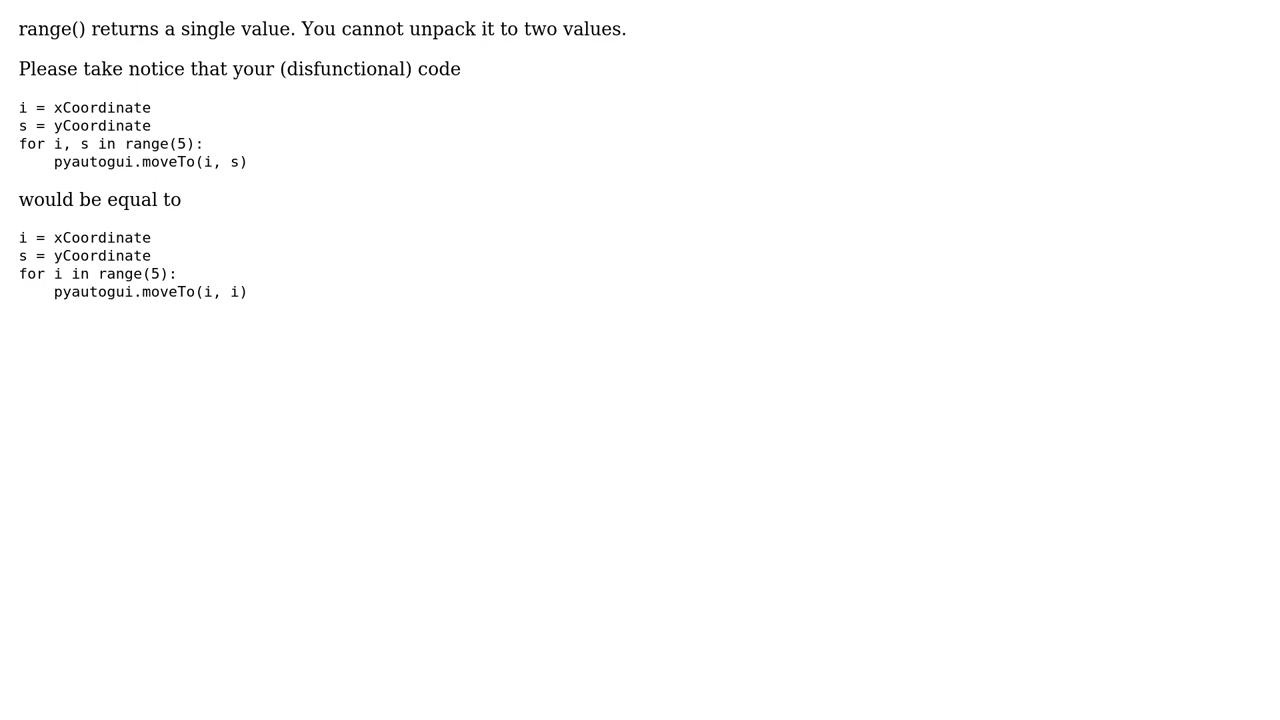 range() returns a single value. You cannot unpack it to two values.
Please take notice that your (disfunctional) code
i = xCoordinate
s = yCoordinate
for i, s in range(5):
    pyautogui.moveTo(i, s)
would be equal to
i = xCoordinate
s = yCoordinate
for i in range(5):
    pyautogui.moveTo(i, i)